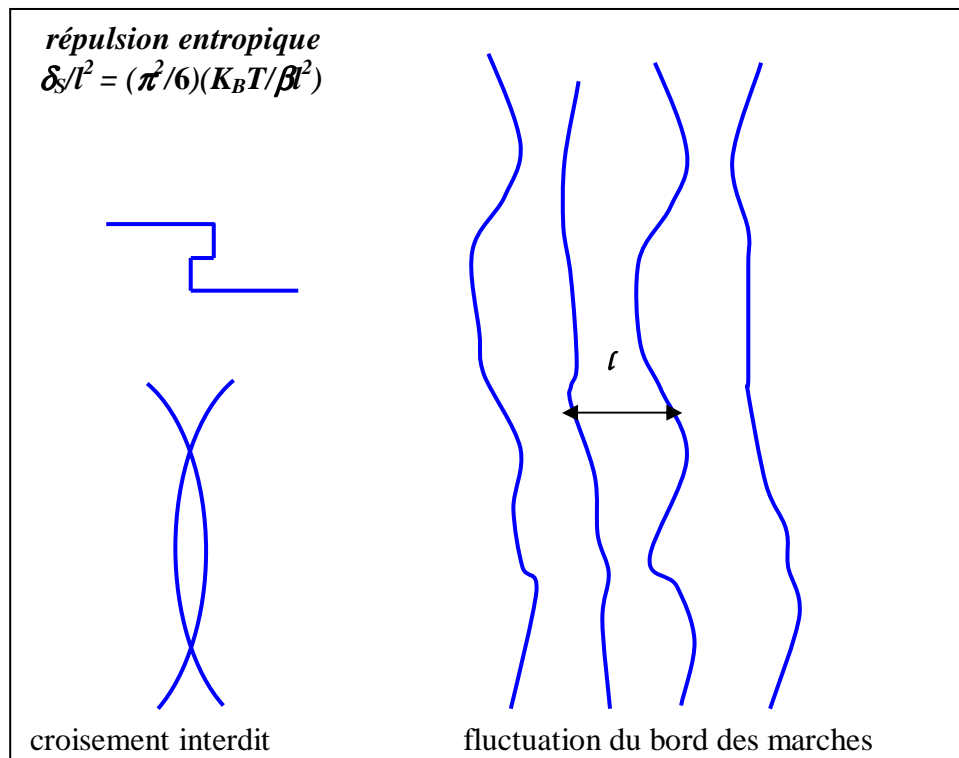 répulsion entropique
δS/l² = (π²/6)(KBT/βl²)
l
croisement interdit
fluctuation du bord des marches